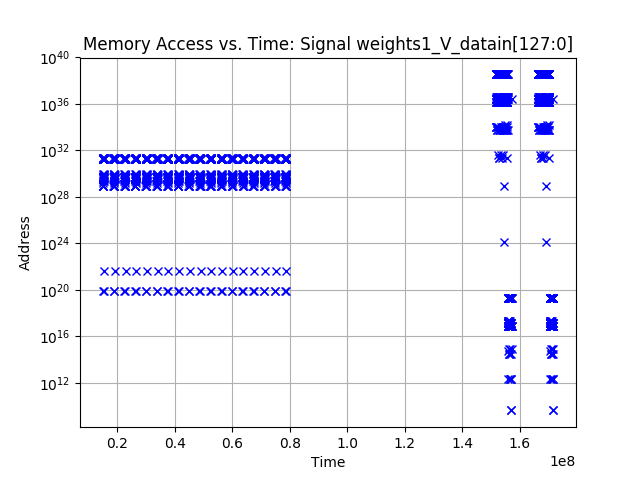 Memory Access vs. Time: Signal weights1_V_datain[127:0]
10^40
10^36
10^32
10^28
10^24
10^20
10^16
10^12
Address
0.2 0.4 0.6 0.8 1.0 1.2 1.4 1.6
1e8
Time